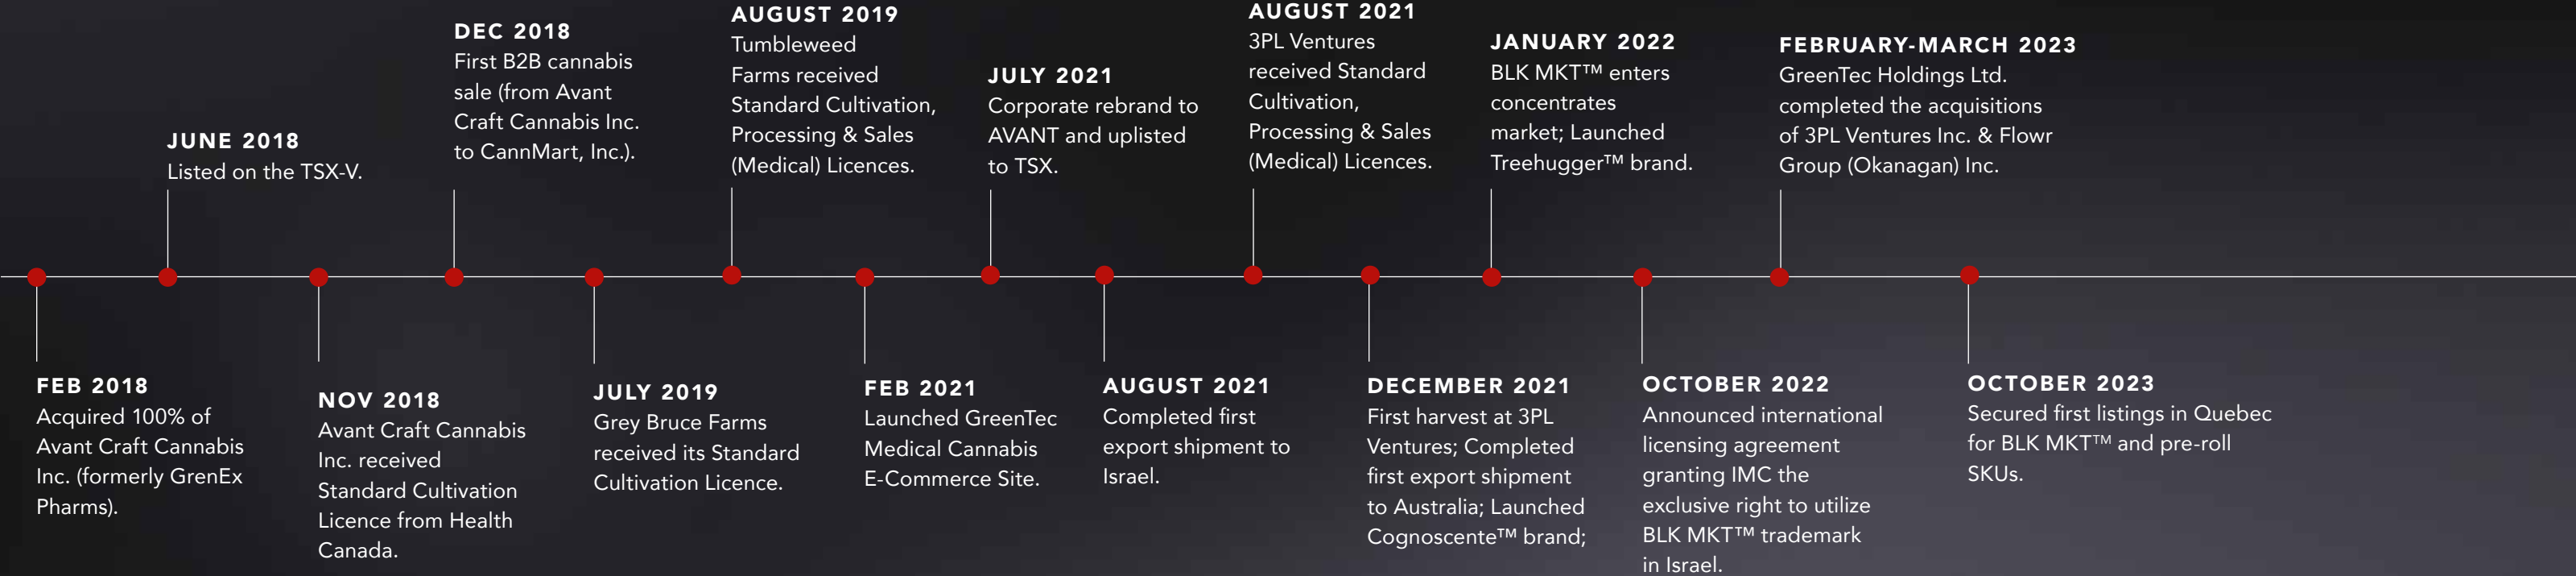 FEB 2018
Acquired 100% of
Avant Craft Cannabis
Inc. (formerly GrenEx
Pharms).
JUNE 2018
Listed on the TSX-V.
NOV 2018
Avant Craft Cannabis
Inc. received
Standard Cultivation
Licence from Health
Canada.
DEC 2018
First B2B cannabis
sale (from Avant
Craft Cannabis Inc.
to CannMart, Inc.).
JULY 2019
Grey Bruce Farms
received its Standard
Cultivation Licence.
AUGUST 2019
Tumbleweed
Farms received
Standard Cultivation,
Processing & Sales
(Medical) Licences.
FEB 2021
Launched GreenTec
Medical Cannabis
E-Commerce Site.
JULY 2021
Corporate rebrand to
AVANT and uplisted
to TSX.
AUGUST 2021
Completed first
export shipment to
Israel.
AUGUST 2021
3PL Ventures
received Standard
Cultivation,
Processing & Sales
(Medical) Licences.
DECEMBER 2021
First harvest at 3PL
Ventures; Completed
first export shipment
to Australia; Launched
Cognoscente™ brand;
JANUARY 2022
BLK MKT™ enters
concentrates
market; Launched
Treehugger™ brand.
OCTOBER 2022
Announced international
licensing agreement
granting IMC the
exclusive right to utilize
BLK MKT™ trademark
in Israel.
FEBRUARY-MARCH 2023
GreenTec Holdings Ltd.
completed the acquisitions
of 3PL Ventures Inc. & Flowr
Group (Okanagan) Inc.
OCTOBER 2023
Secured first listings in Quebec
for BLK MKT™ and pre-roll
SKUs.